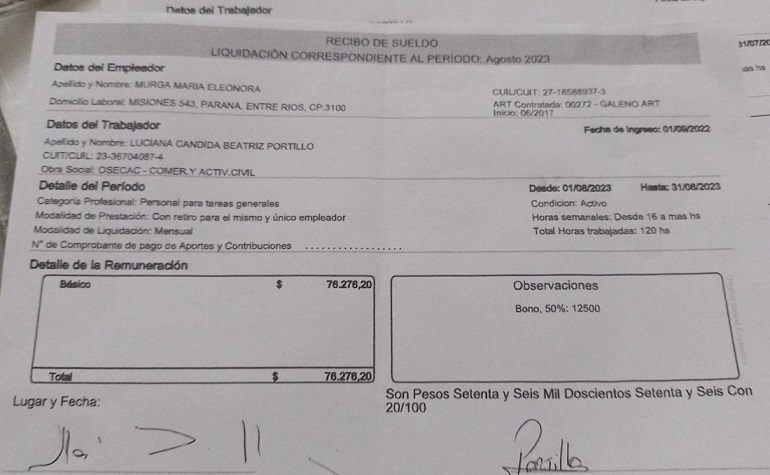 Datos del Trabajador
31/07/20
RECIBO DE SUELDO
LIQUIDACIÓN CORRESPONDIENTE AL PERÍODO: Agosto 2023
Datos del Empleador
Apellido y Nombre: MURGA MARIA ELEONORA
CUIL/CUIT: 27-18588937-3
Domicilio Laboral: MISIONES 543, PARANA, ENTRE RIOS, CP.3100
ART Contratada: 00272 - GALENO ART
Inicio: 06/2017
Datos del Trabajador
Fecha de Ingreso: 01/09/2022
Apellido y Nombre: LUCIANA CANDIDA BEATRIZ PORTILLO
CUIT/CUIL: 23-36704087-4
Obra Social: OSECAC - COMER.Y ACTIV.CIVIL
Detalle del Período
Desde: 01/08/2023 Hasta: 31/08/2023
Categoría Profesional: Personal para tareas generales
Condicion: Activo
Modalidad de Prestación: Con retiro para el mismo y único empleador
Horas semanales: Desde 16 a mas hs
Modalidad de Liquidación: Mensual
Total Horas trabajadas: 120 hs
N° de Comprobante de pago de Aportes y Contribuciones ..................
Detalle de la Remuneración
Básico $ 76.276,20
Observaciones
Bono, 50%: 12500
Total $ 76.276,20
Son Pesos Setenta y Seis Mil Doscientos Setenta y Seis Con
20/100
Lugar y Fecha:
Portillo